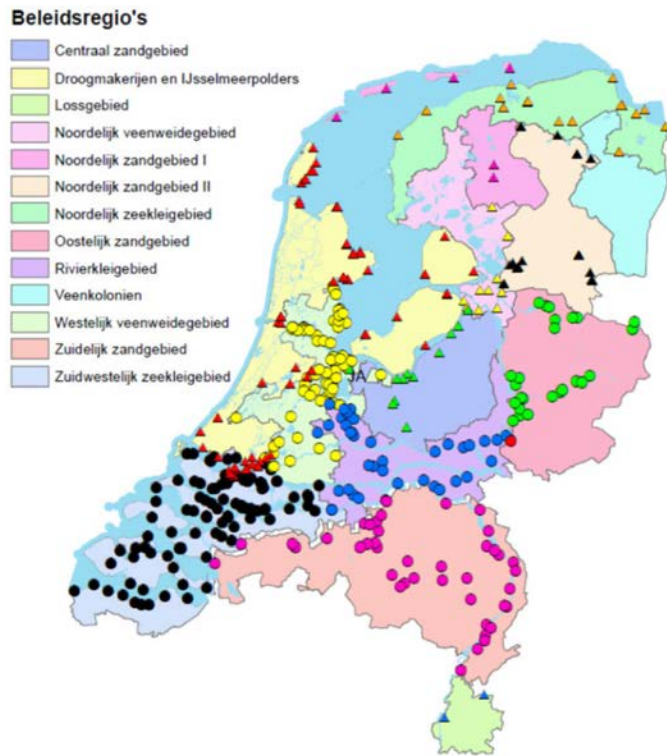 Beleidsregio's
Centraal zandgebied
Droogmakerijen en IJsselmeerpolders
Lossgebied
Noordelijk veenweidegebied
Noordelijk zandgebied I
Noordelijk zandgebied II
Noordelijk zeekleigebied
Oostelijk zandgebied
Rivierkleigebied
Veenkolonien
Westelijk veenweidegebied
Zuidelijk zandgebied
Zuidwestelijk zeekleigebied
JA